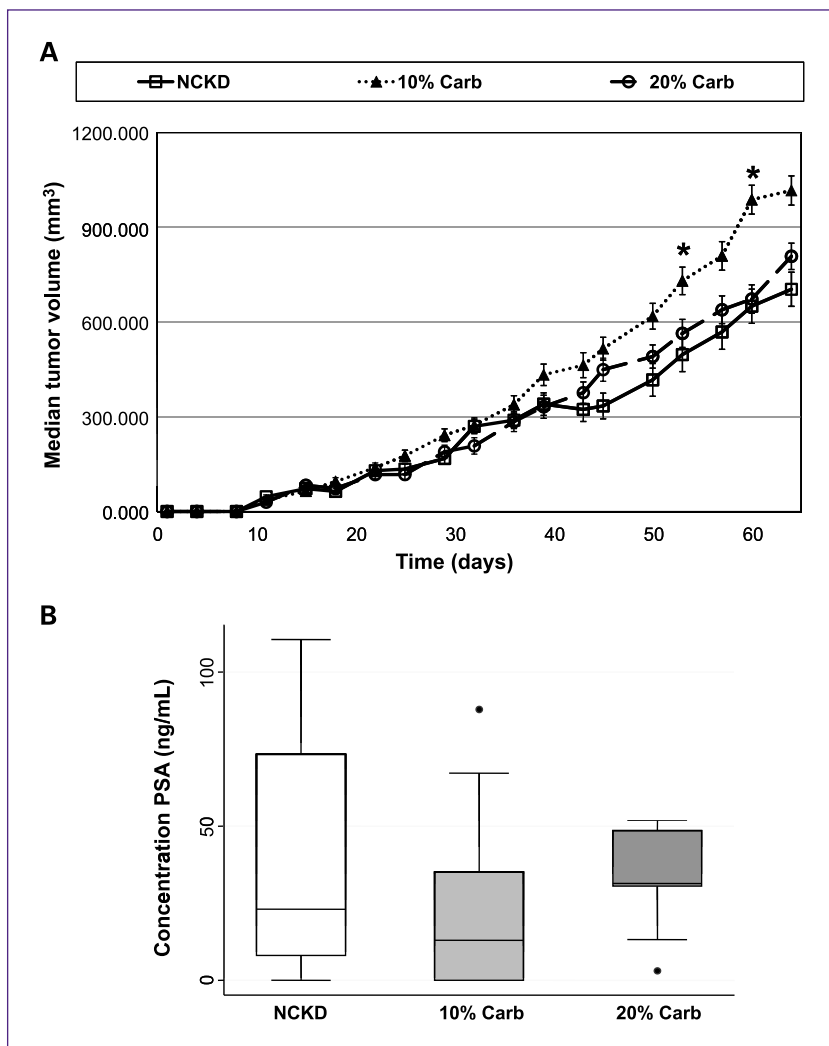 A
NCKD 10% Carb 20% Carb
1200.000
900.000
600.000
300.000
0.000
Median tumor volume (mm³)
* *
0 10 20 30 40 50 60
Time (days)
B
100
50
0
Concentration PSA (ng/mL)
NCKD 10% Carb 20% Carb